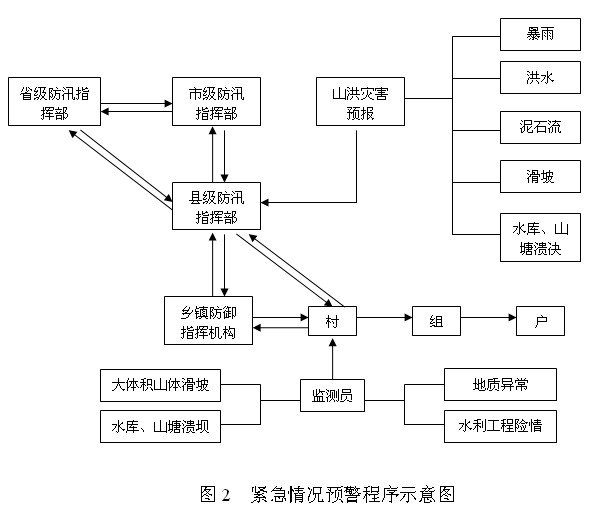 暴雨
省级防汛指
挥部
市级防汛
指挥部
山洪灾害
预报
洪水
泥石流
滑坡
县级防汛
指挥部
水库、山
塘溃决
乡镇防御
指挥机构
村
组
户
大体积山体滑坡
监测员
地质异常
水库、山塘溃坝
水利工程险情
图 2 紧急情况预警程序示意图